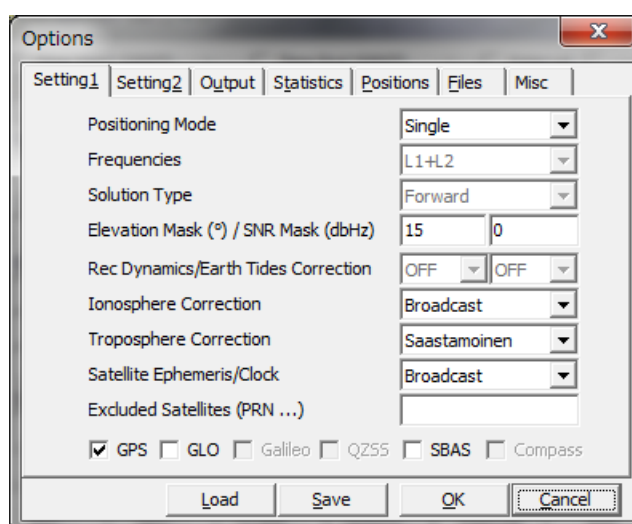 Options x
Setting1 Setting2 Output Statistics Positions Files Misc
Positioning Mode Single
Frequencies L1+L2
Solution Type Forward
Elevation Mask (°) / SNR Mask (dbHz) 15 0
Rec Dynamics/Earth Tides Correction OFF OFF
Ionosphere Correction Broadcast
Troposphere Correction Saastamoinen
Satellite Ephemeris/Clock Broadcast
Excluded Satellites (PRN ...)
GPS GLO Galileo QZSS SBAS Compass
Load Save OK Cancel